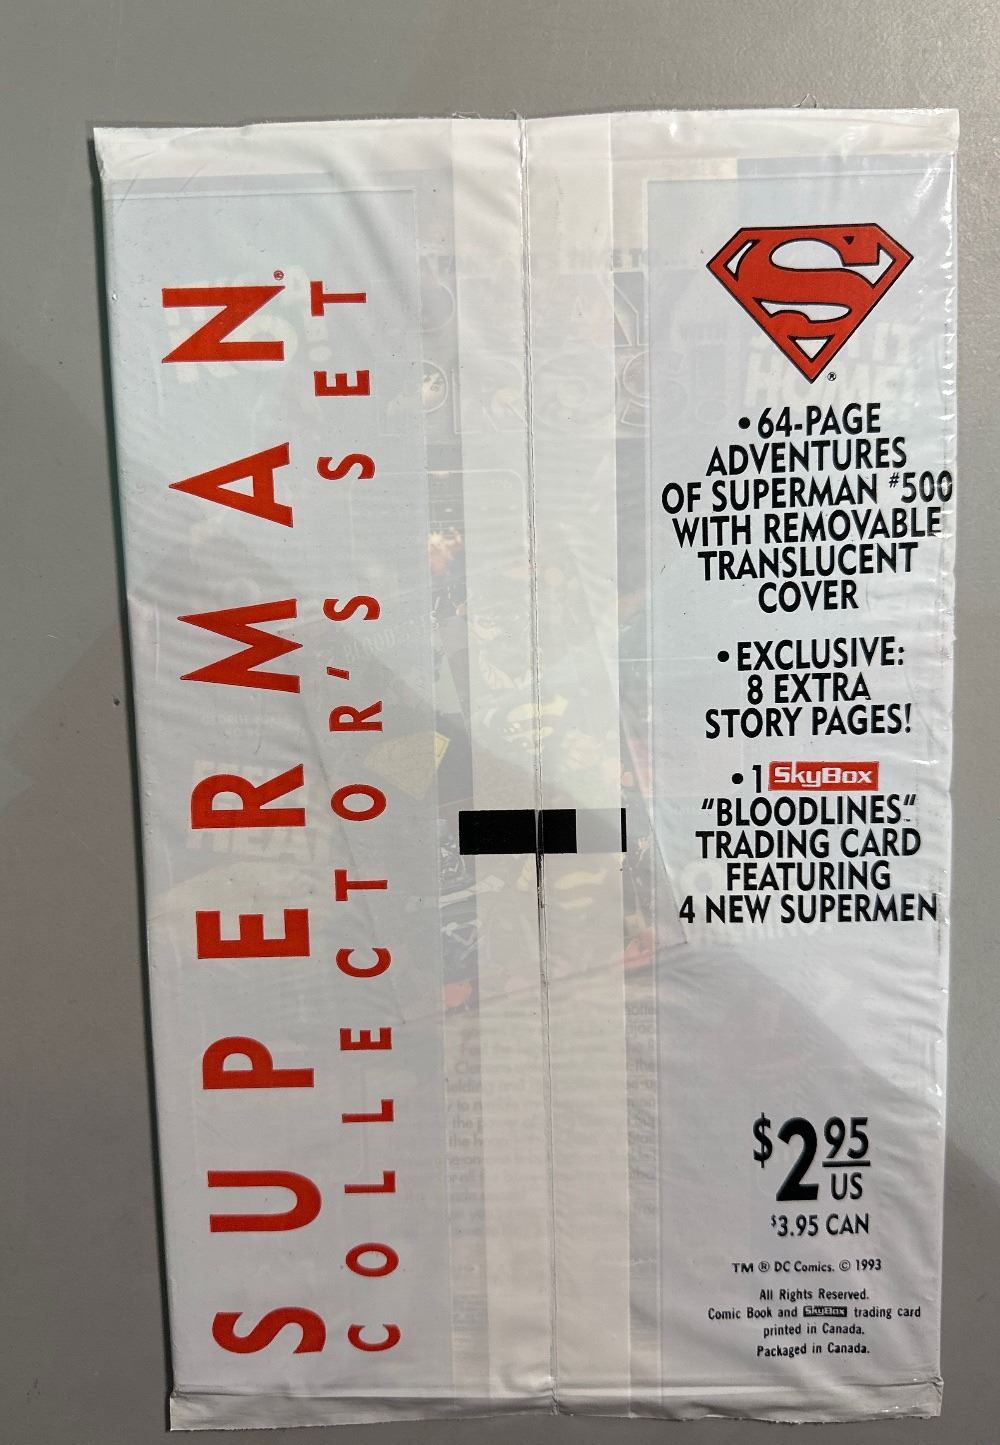 SUPERMAN®
COLLECTOR'S SET
S
®
• 64-PAGE
ADVENTURES
OF SUPERMAN #500
WITH REMOVABLE
TRANSLUCENT
COVER
• EXCLUSIVE:
8 EXTRA
STORY PAGES!
• 1 SkyBox
“BLOODLINES“
TRADING CARD
FEATURING
4 NEW SUPERMEN
$2.95
US
$3.95 CAN
TM ® DC Comics. © 1993
All Rights Reserved.
Comic Book and SkyBox trading card
printed in Canada.
Packaged in Canada.